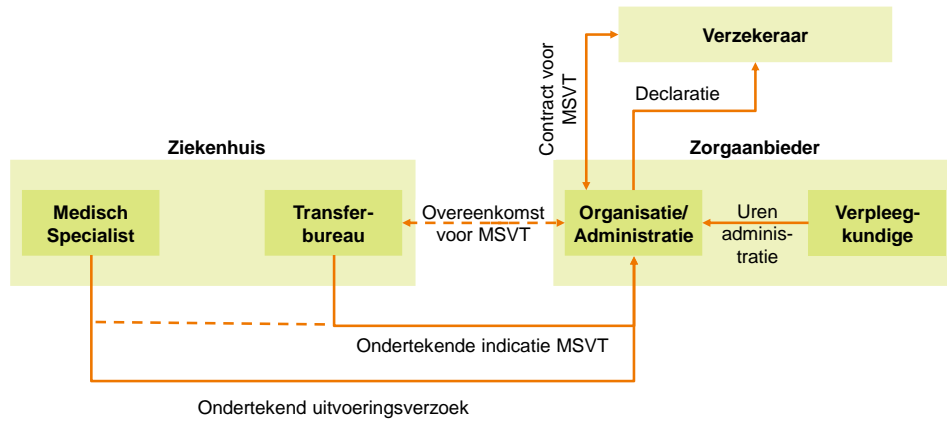 Verzekeraar
Contract voor
MSVT
Declaratie
Ziekenhuis
Zorgaanbieder
Medisch
Specialist
Transfer-
bureau
Overeenkomst
voor MSVT
Organisatie/
Administratie
Uren
adminis-
tratie
Verpleeg-
kundige
Ondertekende indicatie MSVT
Ondertekend uitvoeringsverzoek